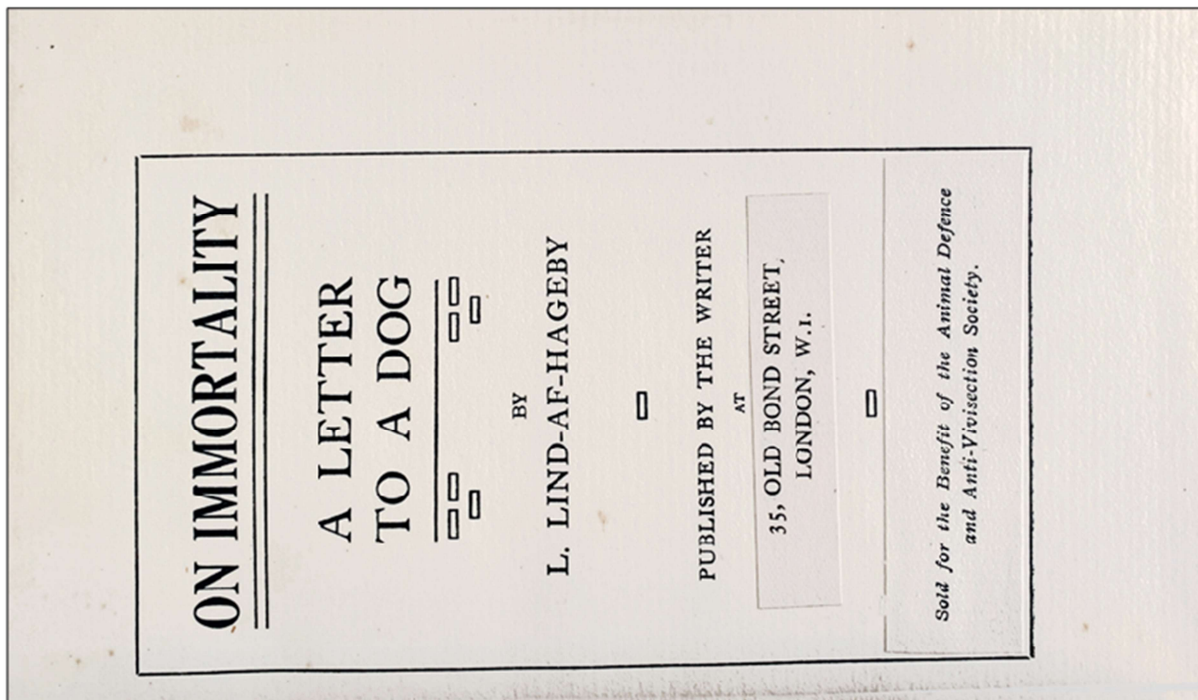 ON IMMORTALITY
A LETTER
TO A DOG
BY
L. LIND-AF-HAGEBY
PUBLISHED BY THE WRITER
AT
35, OLD BOND STREET,
LONDON, W.1.
Sold for the Benefit of the Animal Defence
and Anti-Vivisection Society.